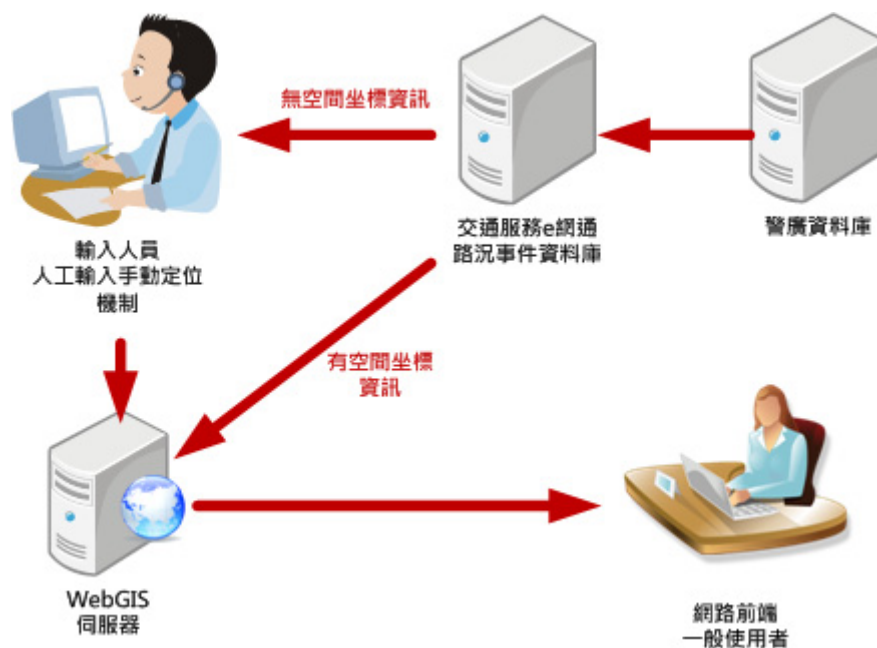 無空間坐標資訊
交通服務e網通
路況事件資料庫
警廣資料庫
輸入人員
人工輸入手動定位
機制
有空間坐標
資訊
WebGIS
伺服器
網路前端
一般使用者